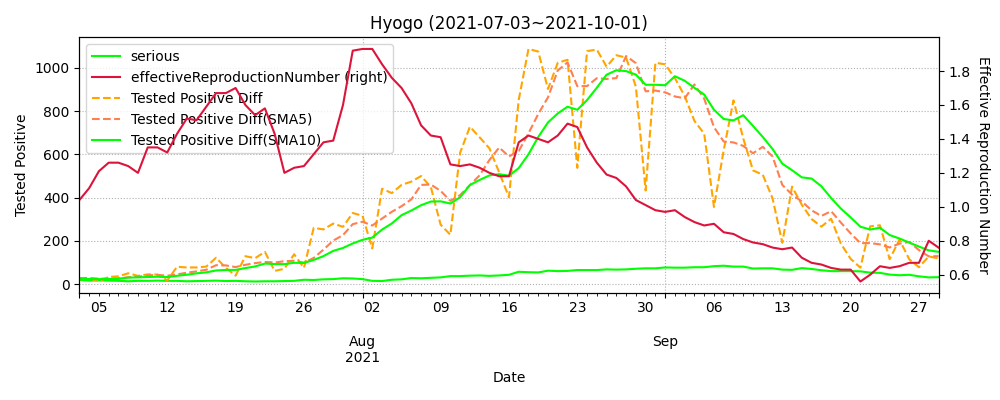 Hyogo (2021-07-03~2021-10-01)
serious
effectiveReproductionNumber (right)
Tested Positive Diff
Tested Positive Diff(SMA5)
Tested Positive Diff(SMA10)
Tested Positive
1000
800
600
400
200
0
1.8
1.6
1.4
1.2
1.0
0.8
0.6
Effective Reproduction Number
05 12 19 26 02 09 16 23 30 06 13 20 27
Aug Sep
2021
Date